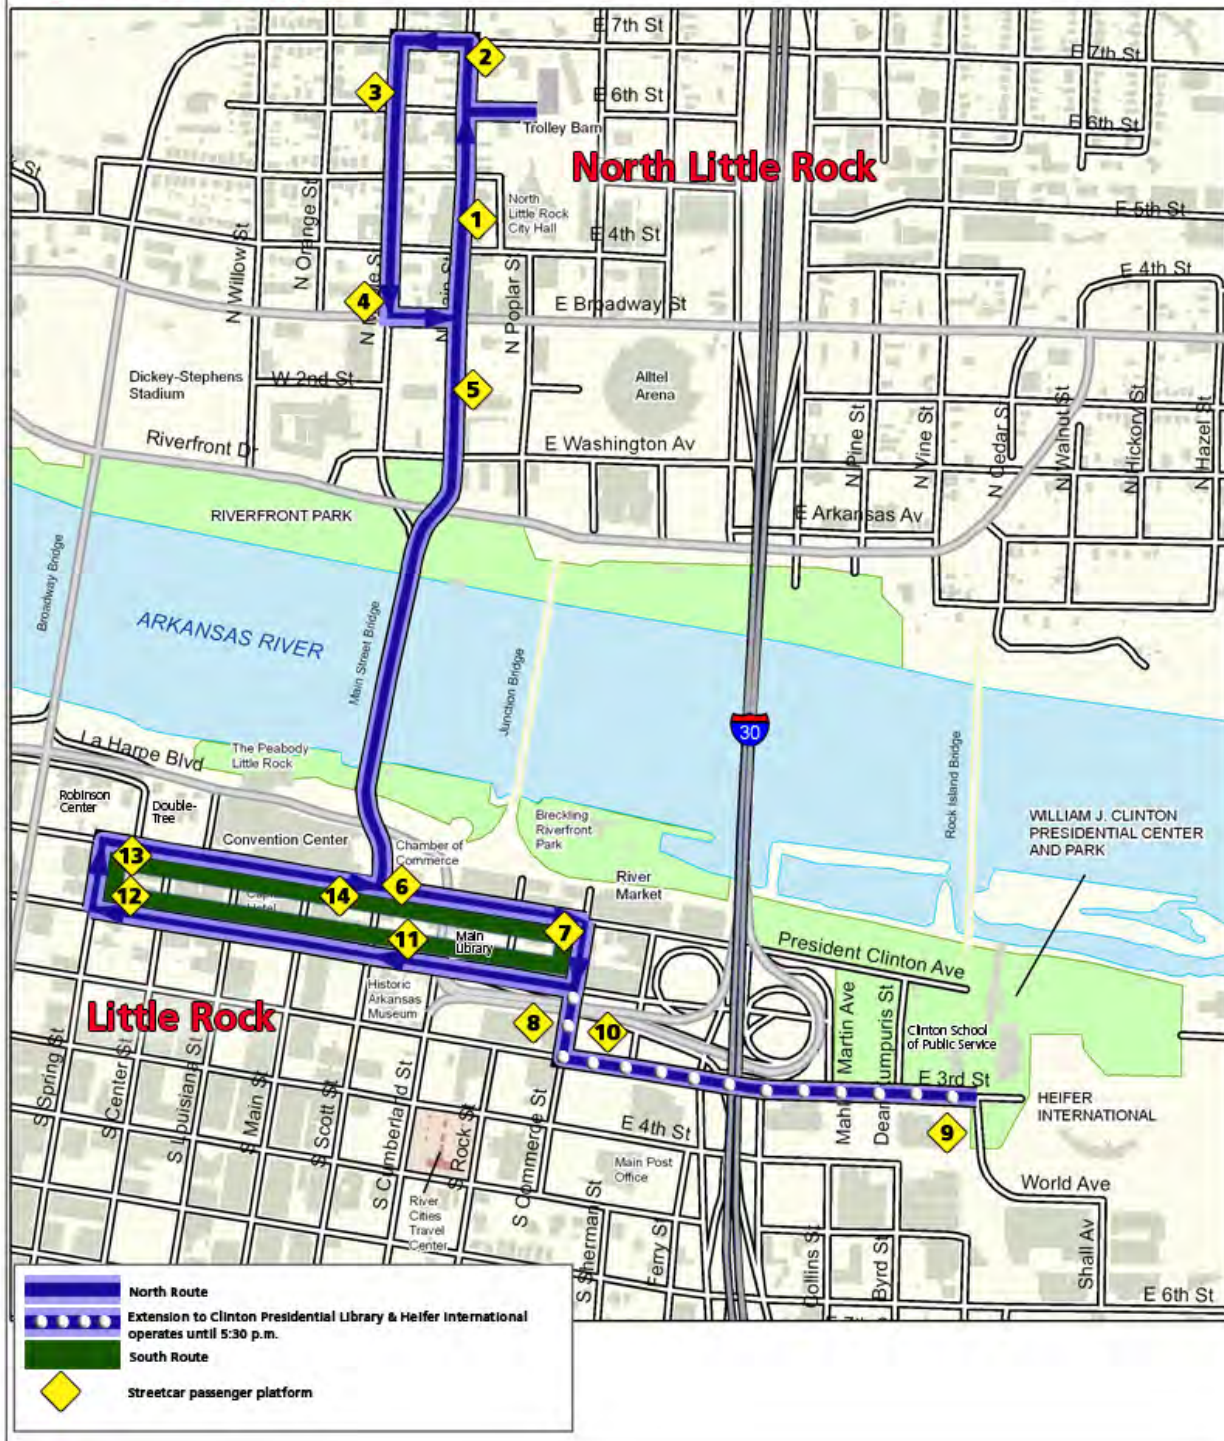 E 7th St
E 7th St
2
3
E 6th St
E 6th St
Trolley Barn
North Little Rock
1
North
Little Rock
City Hall
E 5th St
E 4th St
E 4th St
N Willow St
N Orange St
N Poplar St
4
E Broadway St
Dickey-Stephens
Stadium
W 2nd St
5
Alltel
Arena
Riverfront Dr
E Washington Av
N Pine St
N Vine St
N Cedar St
N Walnut St
N Hickory St
N Hazel St
E Arkansas Av
RIVERFRONT PARK
Broadway Bridge
ARKANSAS RIVER
Main Street Bridge
Junction Bridge
30
Rock Island Bridge
La Harpe Blvd
The Peabody
Little Rock
Robinson
Center
Double-
Tree
Convention Center
Chamber of
Commerce
Breckling
Riverfront
Park
River
Market
WILLIAM J. CLINTON
PRESIDENTIAL CENTER
AND PARK
13
12
14
6
7
11
Main
Library
President Clinton Ave
Historic
Arkansas
Museum
Little Rock
8
10
Martin Ave
Clinton School
of Public Service
E 3rd St
HEIFER
INTERNATIONAL
9
S Spring St
S Center St
S Louisiana St
S Main St
S Scott St
S Cumberland St
S Rock St
S Commerce St
E 4th St
Main Post
Office
World Ave
River
Cities
Travel
Center
S Sherman St
Ferry St
Collins St
Byrd St
Shall Av
E 6th St
North Route
Extension to Clinton Presidential Library & Heifer International
operates until 5:30 p.m.
South Route
Streetcar passenger platform